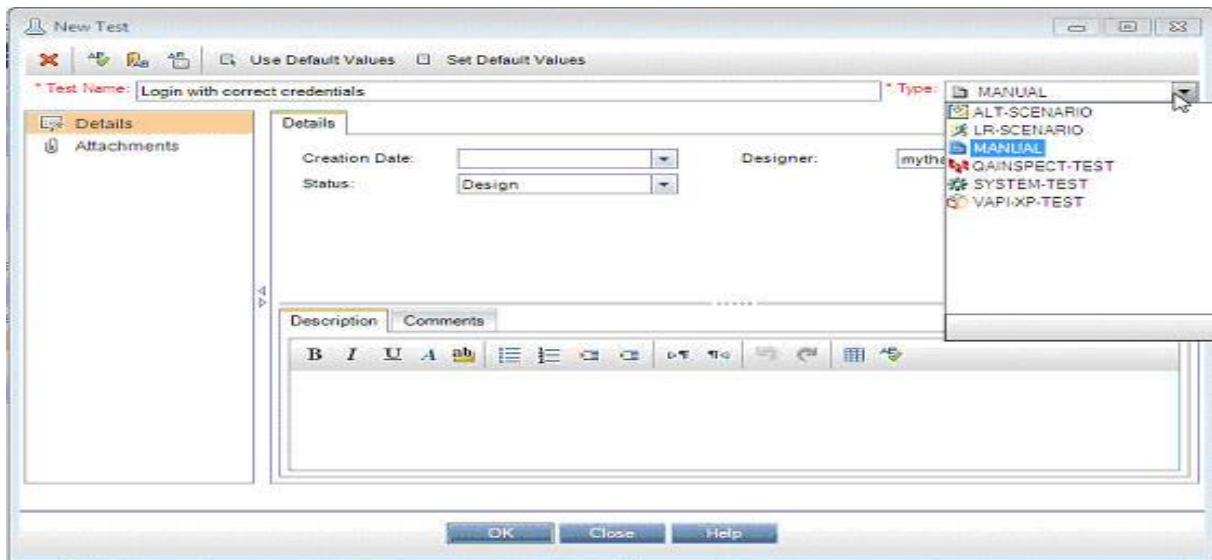 New Test
Use Default Values Set Default Values
* Test Name: Login with correct credentials * Type: MANUAL
ALT-SCENARIO
LR-SCENARIO
MANUAL
QAINSPECT-TEST
SYSTEM-TEST
VAPI-XP-TEST
Details
Attachments
Details
Creation Date: Designer:
Status: Design
Description Comments
B I U A ab
OK Close Help